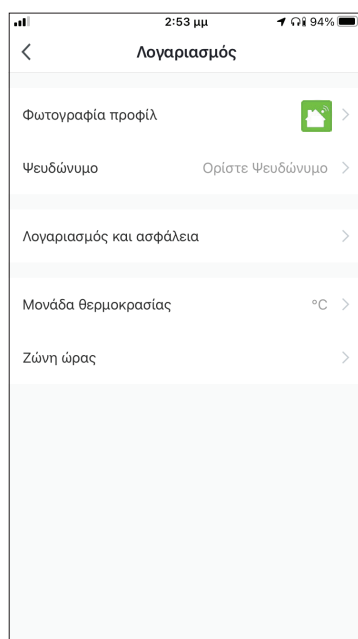 2:53 μμ 94%
Λογαριασμός
Φωτογραφία προφίλ
Ψευδώνυμο Ορίστε Ψευδώνυμο
Λογαριασμός και ασφάλεια
Μονάδα θερμοκρασίας °C
Ζώνη ώρας